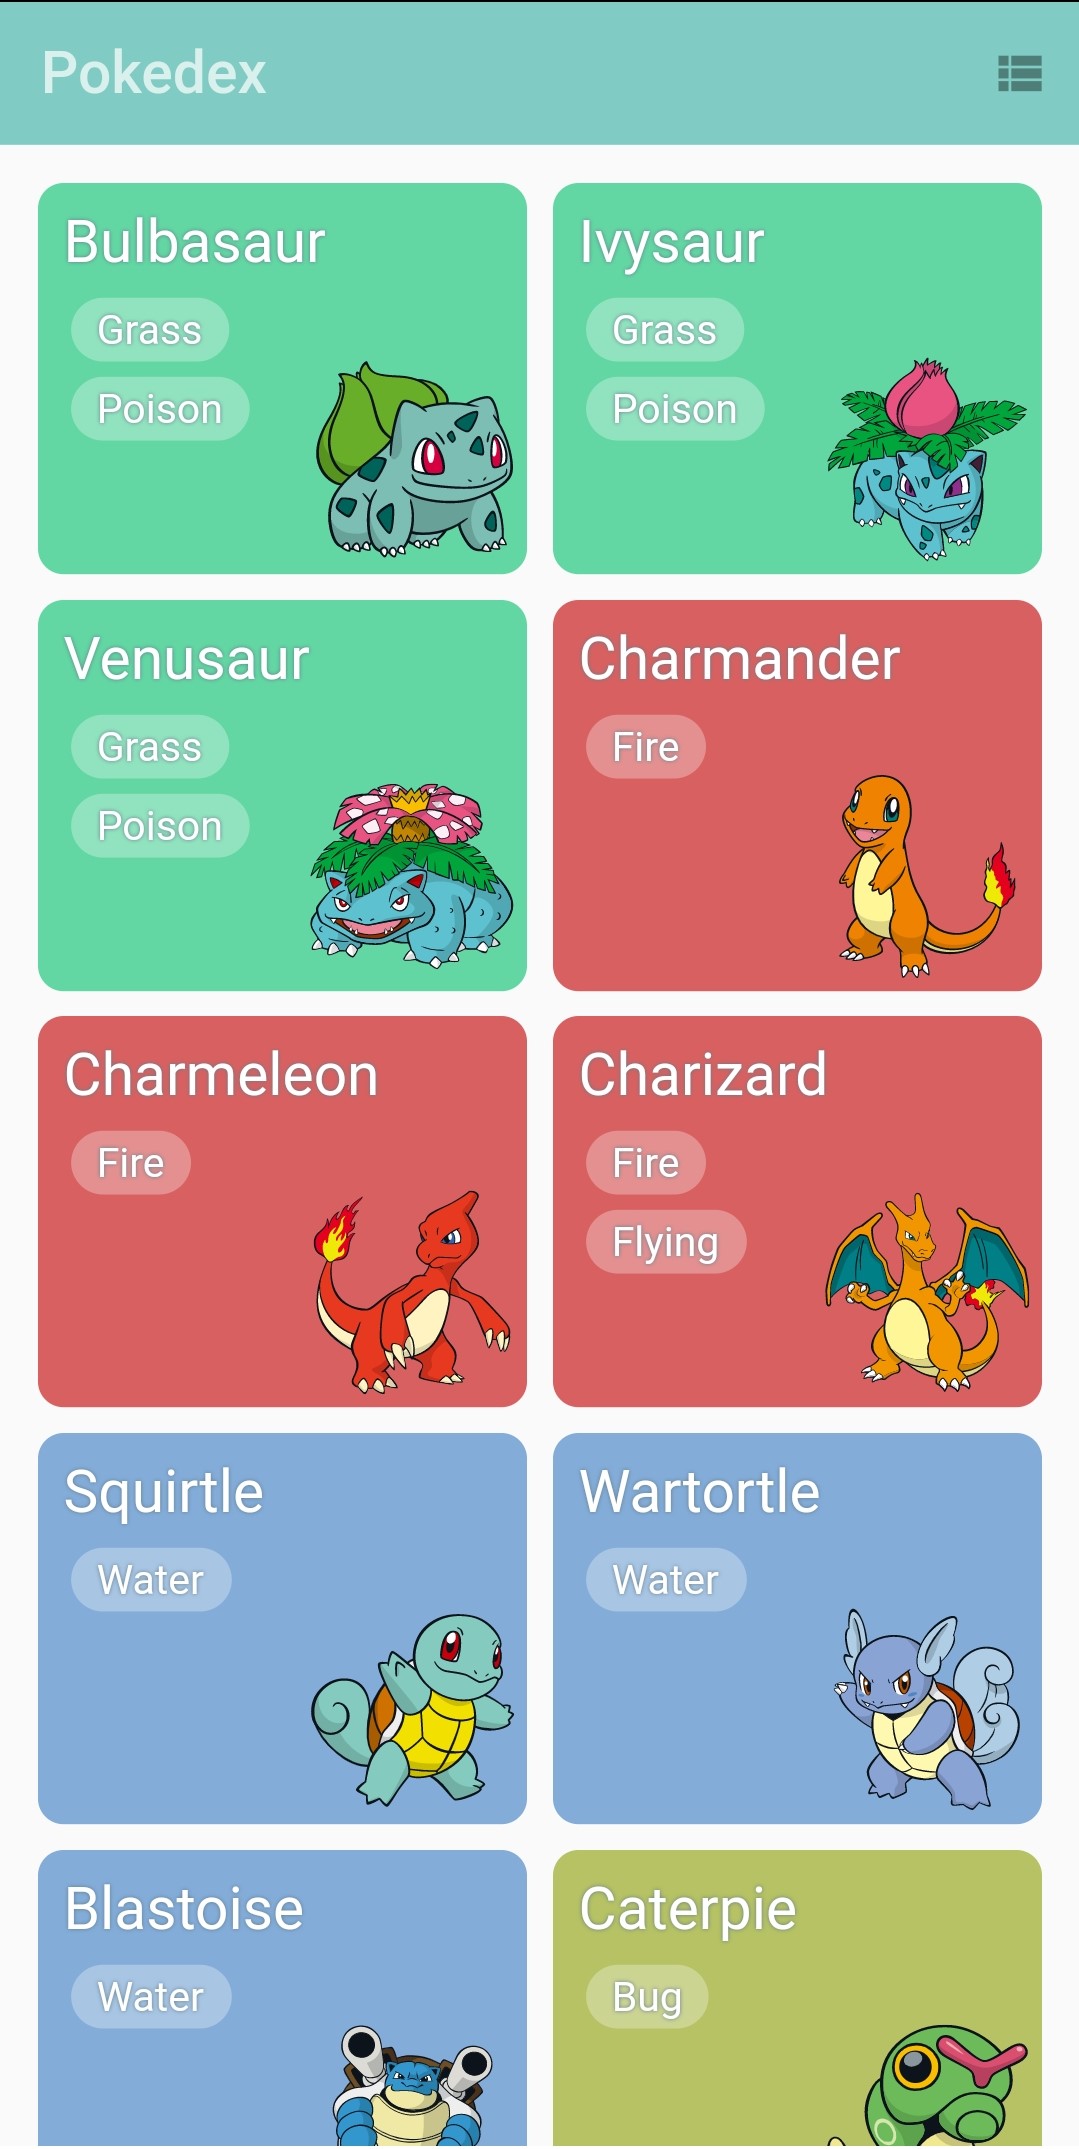 Pokedex
Bulbasaur
Grass
Poison
Ivysaur
Grass
Poison
Venusaur
Grass
Poison
Charmander
Fire
Charmeleon
Fire
Charizard
Fire
Flying
Squirtle
Water
Wartortle
Water
Blastoise
Water
Caterpie
Bug